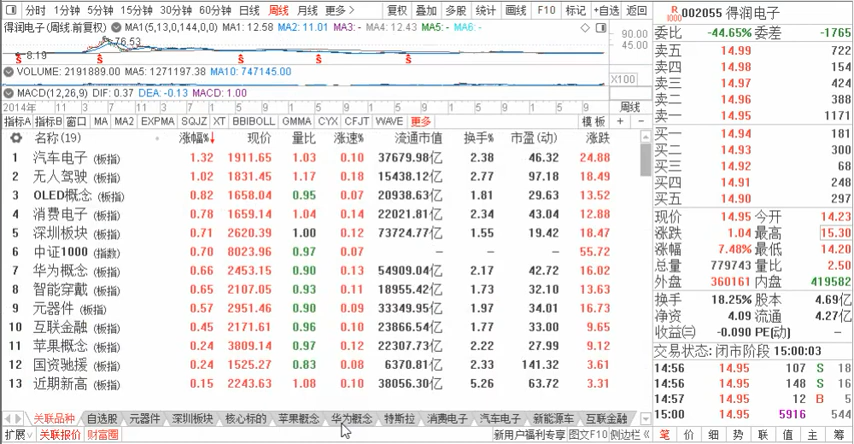 分时 1分钟 5分钟 15分钟 30分钟 60分钟 日线 周线 月线 更多> 复权 叠加 多股 统计 画线 F10 标记 +自选 返回
得润电子(周线 前复权) MA1(5,13,0,144,0,0) MA1: 12.58 MA2: 11.01 MA3: - MA4: 12.43 MA5: - MA6: -
76.53
90.00
45.00
8.19
VOLUME: 2191889.00 MA5: 1271197.38 MA10: 747145.00
X100
MACD(12,26,9) DIF: 0.37 DEA: -0.13 MACD: 1.00
2014年 周线
指标A 指标B 窗口 MA MA2 EXPMA SQJZ XT BBIBOLL GMMA CYX CFJT WAVE 更多 模板 + -
名称(19) 涨幅%↓ 现价 量比 涨速% 流通市值 换手% 市盈(动) 涨跌
1 汽车电子 (板指) 1.32 1911.65 1.03 0.10 37679.98亿 2.38 46.32 24.88
2 无人驾驶 (板指) 1.02 1831.45 1.17 0.18 15438.12亿 2.77 97.18 18.49
3 OLED概念 (板指) 0.82 1658.04 0.95 0.07 20938.63亿 1.81 29.63 13.52
4 消费电子 (板指) 0.78 1659.14 1.04 0.14 22021.81亿 2.34 43.04 12.88
5 深圳板块 (板指) 0.71 2620.39 1.00 0.12 73724.77亿 1.55 19.42 18.47
6 中证1000 (指数) 0.70 8023.96 0.97 0.07 - - - 55.72
7 华为概念 (板指) 0.66 2453.15 0.90 0.13 54909.04亿 2.17 42.72 16.02
8 智能穿戴 (板指) 0.65 2107.05 0.93 0.11 18955.42亿 1.73 32.10 13.63
9 元器件 (板指) 0.57 2951.46 0.90 0.09 33349.95亿 1.97 34.01 16.73
10 互联金融 (板指) 0.45 2171.61 0.96 0.10 23866.54亿 1.77 33.00 9.65
11 苹果概念 (板指) 0.24 3809.14 0.97 0.12 22307.73亿 2.22 27.99 9.12
12 国资驰援 (板指) 0.24 1525.27 0.83 0.08 6370.81亿 2.33 141.32 3.61
13 近期新高 (板指) 0.15 2243.63 1.08 0.10 38056.30亿 5.26 63.72 3.31
关联品种 自选股 元器件 深圳板块 核心标的 苹果概念 华为概念 特斯拉 消费电子 汽车电子 新能源车 互联金融
扩展∧ 关联报价 财富圈 新用户福利专享 图文F10 侧边栏
R 1000 002055 得润电子
委比 -44.65% 委差 -1765
卖五 14.99 722
卖四 14.98 154
卖三 14.97 424
卖二 14.96 388
卖一 14.95 1171
买一 14.94 181
买二 14.93 300
买三 14.92 68
买四 14.91 248
买五 14.90 297
现价 14.95 今开 14.23
涨跌 1.04 最高 15.30
涨幅 7.48% 最低 14.20
总量 779743 量比 2.50
外盘 360161 内盘 419582
换手 18.25% 股本 4.69亿
净资 4.09 流通 4.27亿
收益(三) -0.090 PE(动) -
交易状态: 闭市阶段 15:00:03
14:56 14.95 107 S 18
14:56 14.95 148 S 16
14:57 14.95 12 B 5
15:00 14.95 5916 544
笔 价 细 势 联 值 主 筹